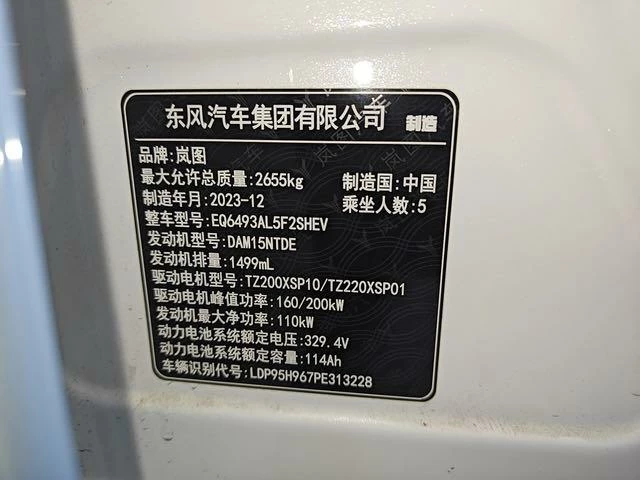 东风汽车集团有限公司 制造
品牌:岚图
最大允许总质量:2655kg 制造国:中国
制造年月:2023-12 乘坐人数:5
整车型号:EQ6493AL5F2SHEV
发动机型号:DAM15NTDE
发动机排量:1499mL
驱动电机型号:TZ200XSP10/TZ220XSP01
驱动电机峰值功率:160/200kW
发动机最大净功率:110kW
动力电池系统额定电压:329.4V
动力电池系统额定容量:114Ah
车辆识别代号:LDP95H967PE313228